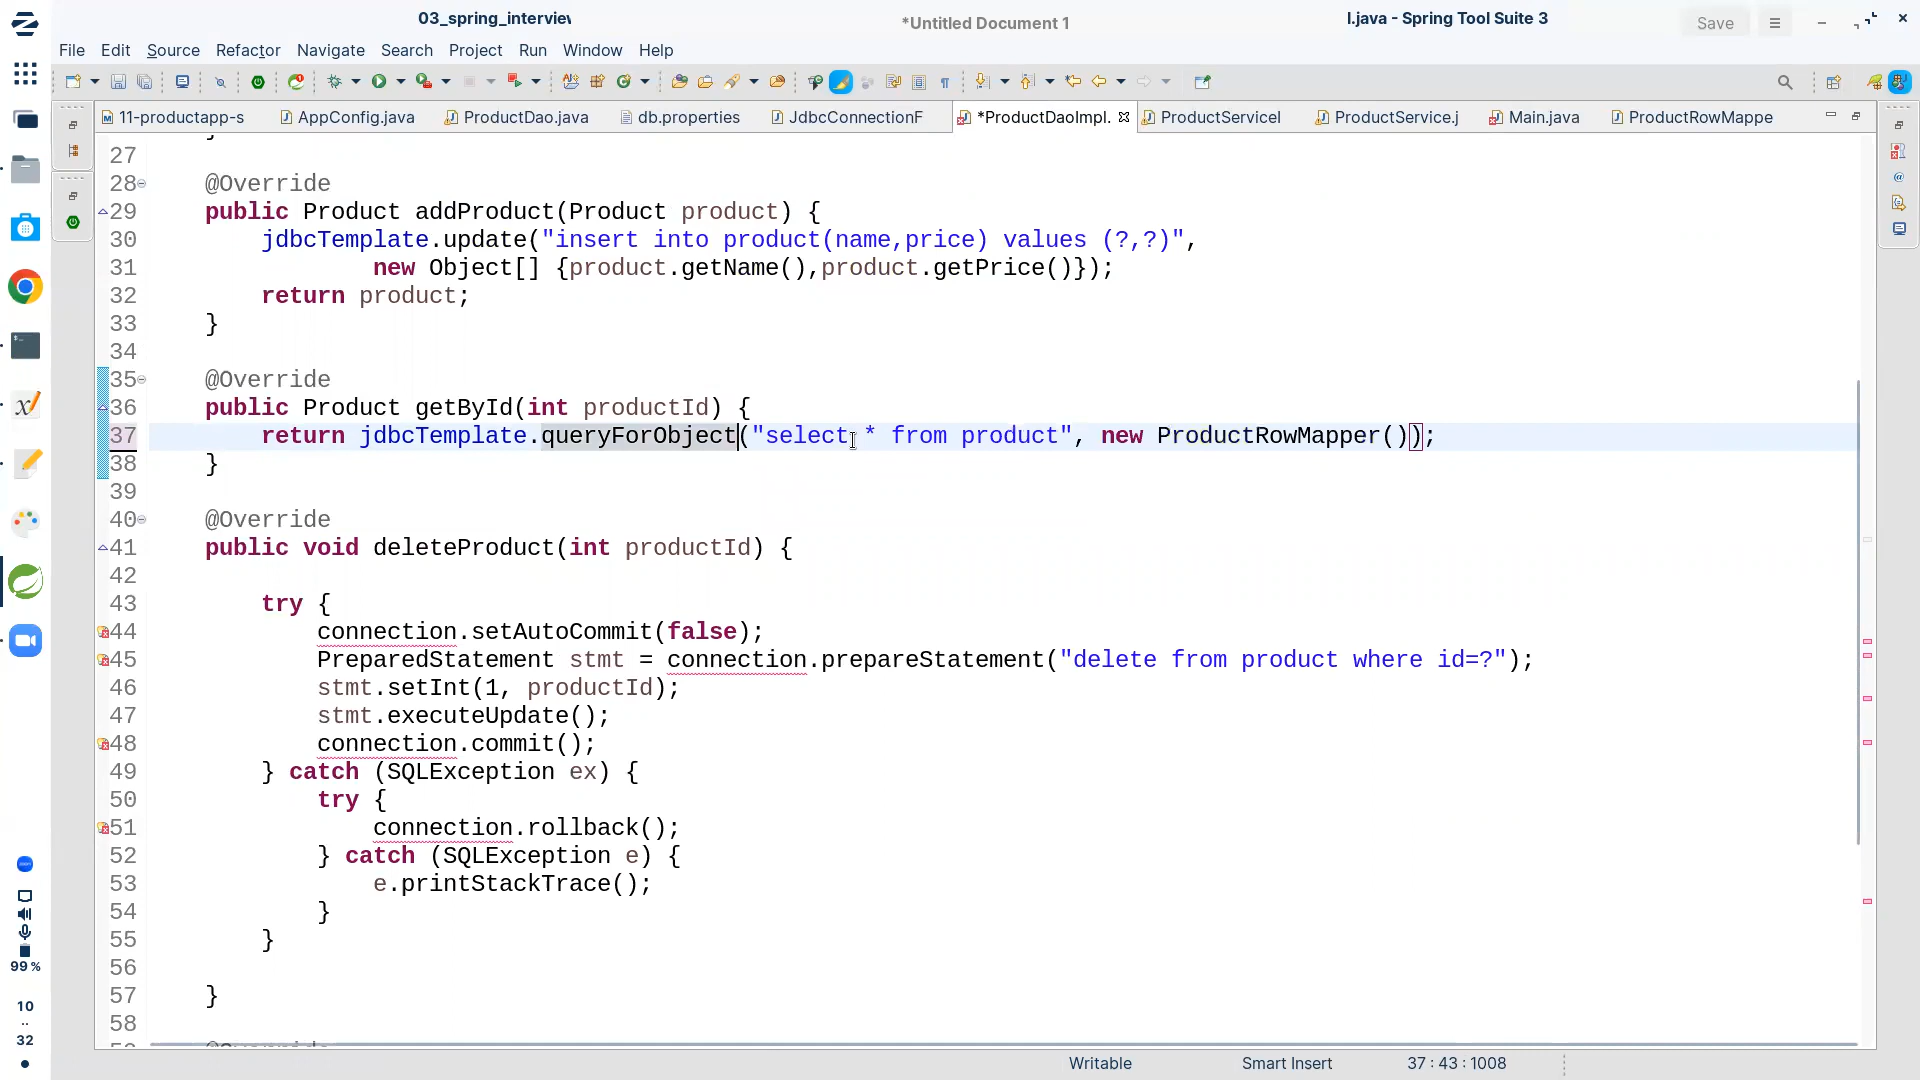 03_spring_interview
*Untitled Document 1
l.java - Spring Tool Suite 3
Save
File Edit Source Refactor Navigate Search Project Run Window Help
11-productapp-s AppConfig.java ProductDao.java db.properties JdbcConnectionF *ProductDaoImpl. ProductServiceI ProductService.j Main.java ProductRowMappe
27
28 @Override
29 public Product addProduct(Product product) {
30 jdbcTemplate.update("insert into product(name,price) values (?,?)",
31 new Object[] {product.getName(),product.getPrice()});
32 return product;
33 }
34
35 @Override
36 public Product getById(int productId) {
37 return jdbcTemplate.queryForObject("select * from product", new ProductRowMapper());
38 }
39
40 @Override
41 public void deleteProduct(int productId) {
42
43 try {
44 connection.setAutoCommit(false);
45 PreparedStatement stmt = connection.prepareStatement("delete from product where id=?");
46 stmt.setInt(1, productId);
47 stmt.executeUpdate();
48 connection.commit();
49 } catch (SQLException ex) {
50 try {
51 connection.rollback();
52 } catch (SQLException e) {
53 e.printStackTrace();
54 }
55 }
56
57 }
58
99 %
10
..
32
Writable Smart Insert 37 : 43 : 1008